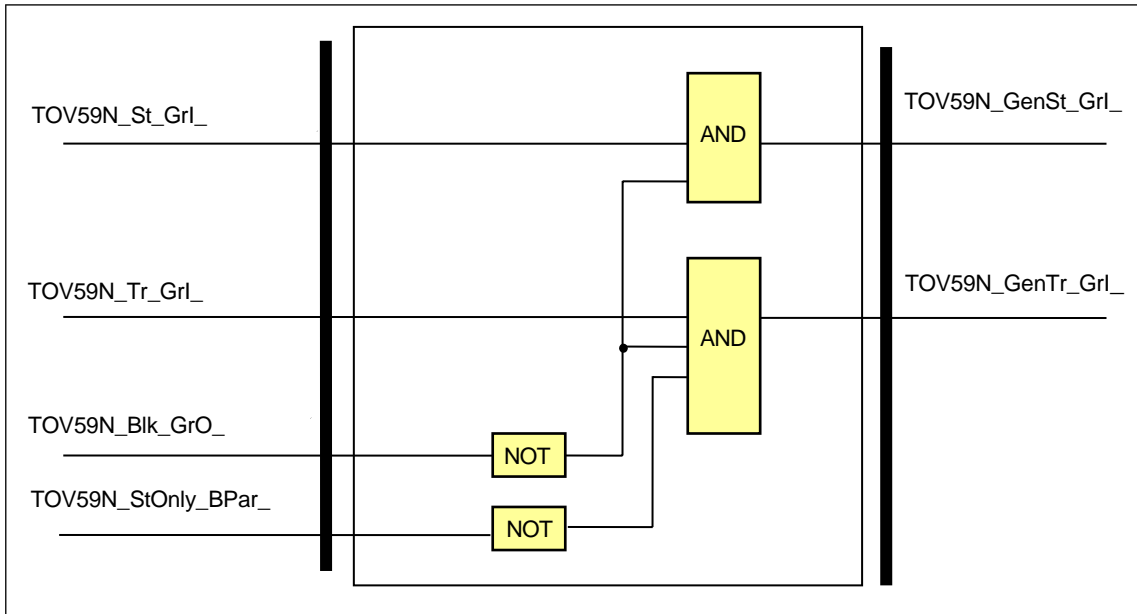 TOV59N_St_GrI_
AND
TOV59N_GenSt_GrI_
TOV59N_Tr_GrI_
AND
TOV59N_GenTr_GrI_
TOV59N_Blk_GrO_
NOT
TOV59N_StOnly_BPar_
NOT